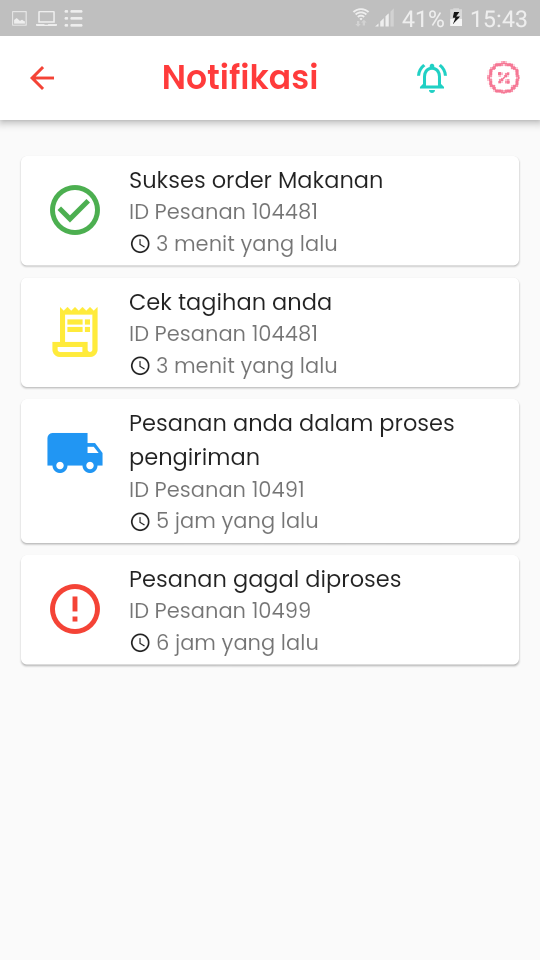 41% 15:43
Notifikasi
Sukses order Makanan
ID Pesanan 104481
3 menit yang lalu
Cek tagihan anda
ID Pesanan 104481
3 menit yang lalu
Pesanan anda dalam proses
pengiriman
ID Pesanan 10491
5 jam yang lalu
Pesanan gagal diproses
ID Pesanan 10499
6 jam yang lalu